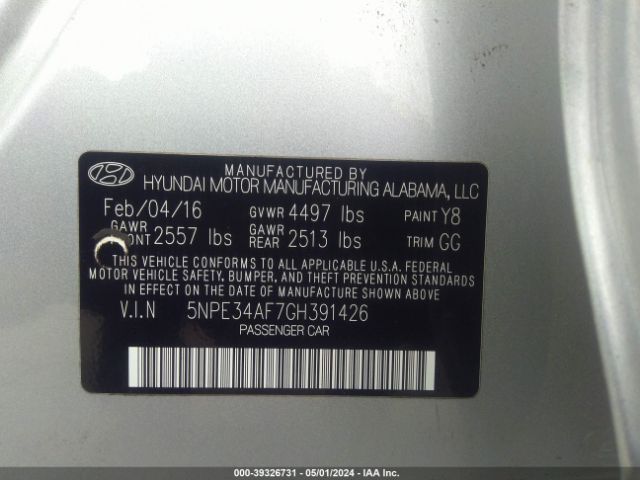 MANUFACTURED BY
HYUNDAI MOTOR MANUFACTURING ALABAMA, LLC
Feb/04/16 GVWR 4497 lbs PAINT Y8
GAWR 2557 lbs GAWR REAR 2513 lbs TRIM GG
THIS VEHICLE CONFORMS TO ALL APPLICABLE U.S.A. FEDERAL
MOTOR VEHICLE SAFETY, BUMPER, AND THEFT PREVENTION STANDARDS
IN EFFECT ON THE DATE OF MANUFACTURE SHOWN ABOVE
V.I.N 5NPE34AF7GH391426
PASSENGER CAR
000-39326731 - 05/01/2024 - IAA Inc.